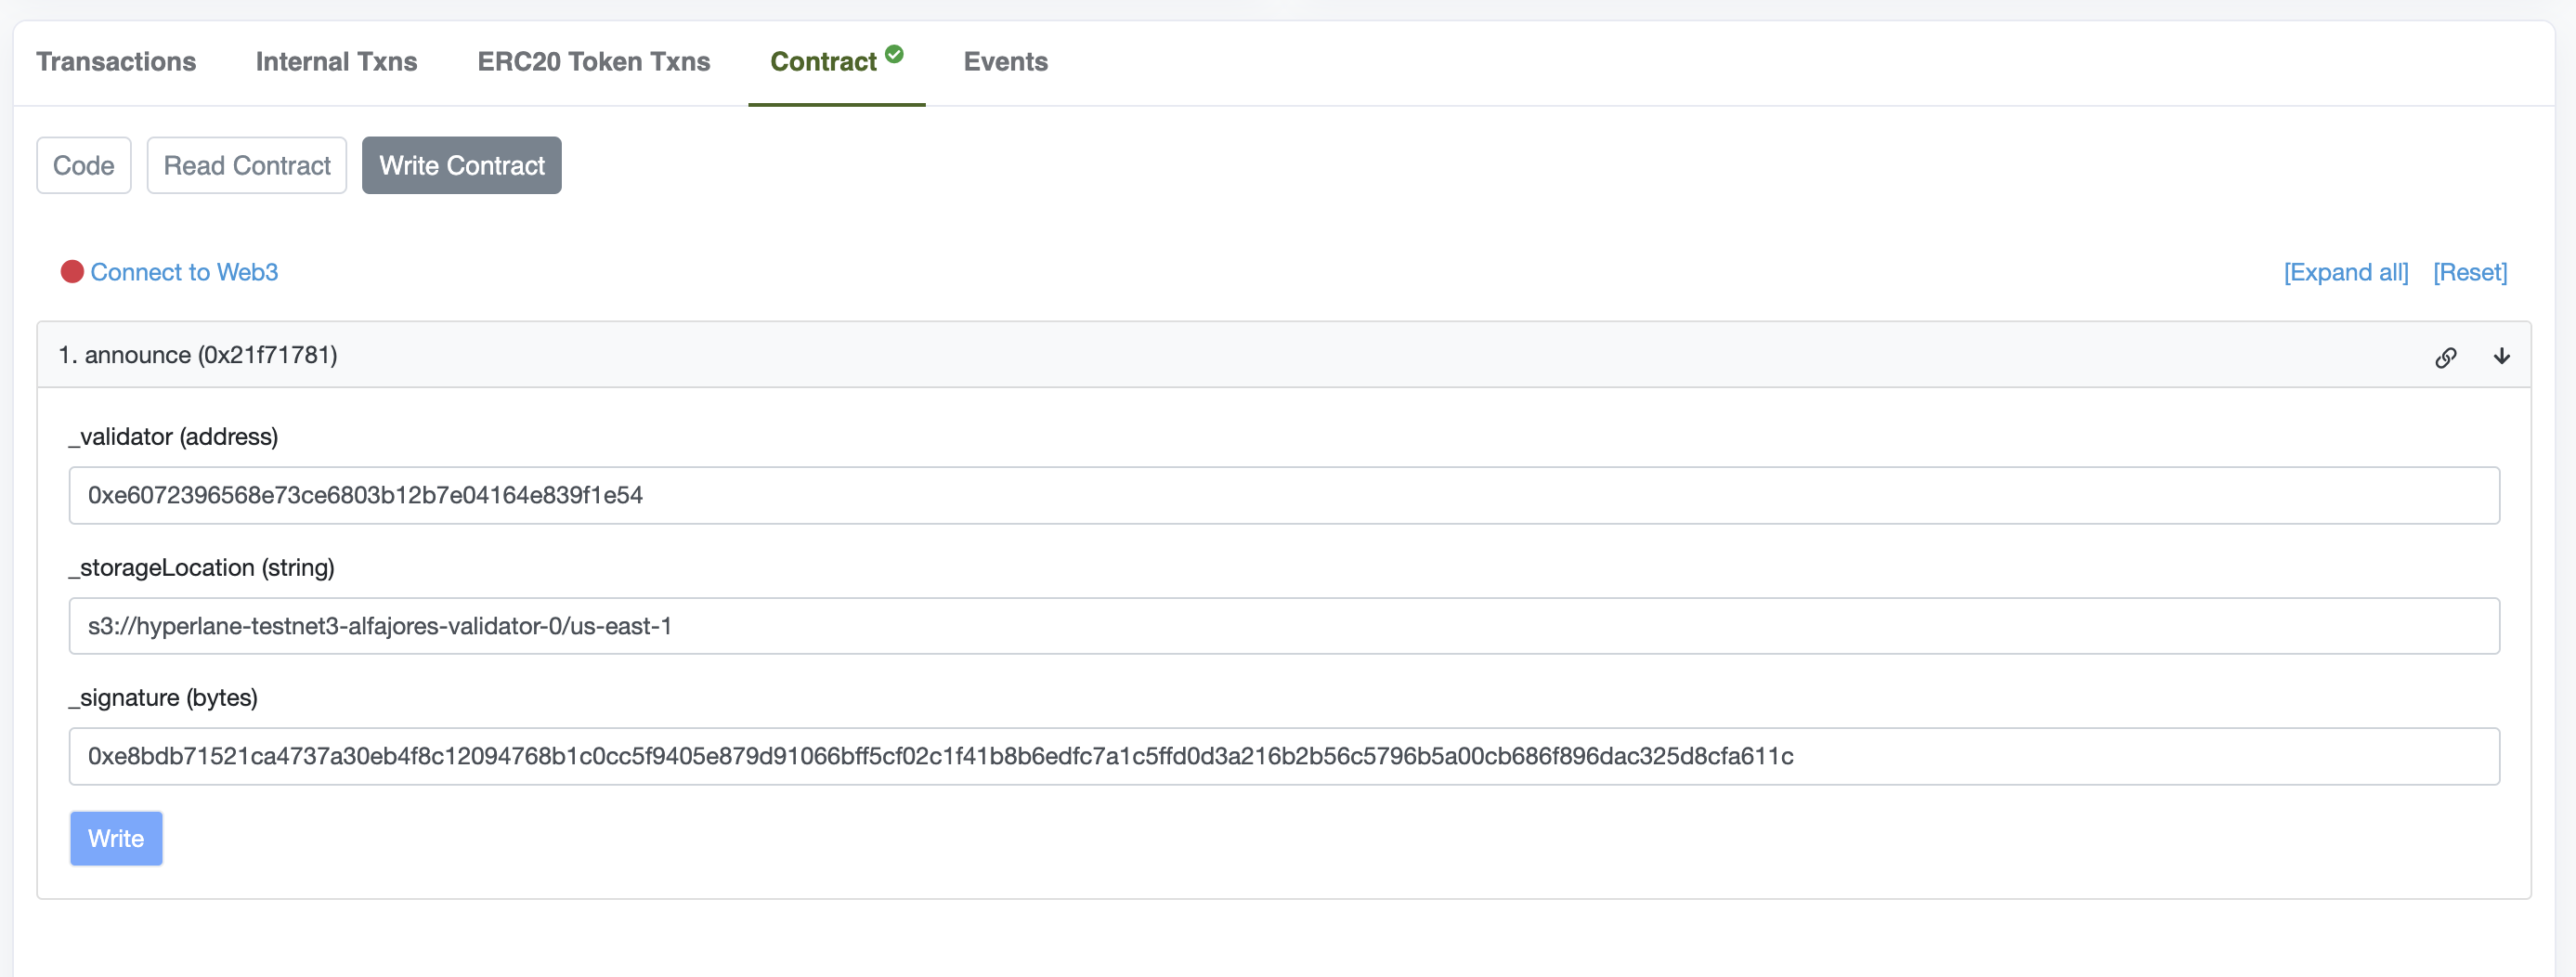 Transactions Internal Txns ERC20 Token Txns Contract Events
Code Read Contract Write Contract
Connect to Web3 [Expand all] [Reset]
1. announce (0x21f71781)
_validator (address)
0xe6072396568e73ce6803b12b7e04164e839f1e54
_storageLocation (string)
s3://hyperlane-testnet3-alfajores-validator-0/us-east-1
_signature (bytes)
0xe8bdb71521ca4737a30eb4f8c12094768b1c0cc5f9405e879d91066bff5cf02c1f41b8b6edfc7a1c5ffd0d3a216b2b56c5796b5a00cb686f896dac325d8cfa611c
Write